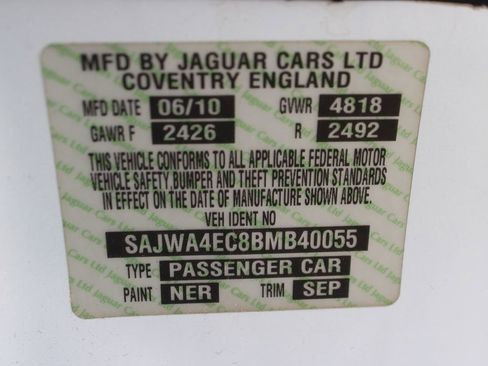 MFD BY JAGUAR CARS LTD
COVENTRY ENGLAND
MFD DATE 06/10 GVWR 4818
GAWR F 2426 R 2492
THIS VEHICLE CONFORMS TO ALL APPLICABLE FEDERAL MOTOR
VEHICLE SAFETY,BUMPER AND THEFT PREVENTION STANDARDS
IN EFFECT ON THE DATE OF MANUFACTURE SHOWN ABOVE.
VEH IDENT NO
SAJWA4EC8BMB40055
TYPE PASSENGER CAR
PAINT NER TRIM SEP